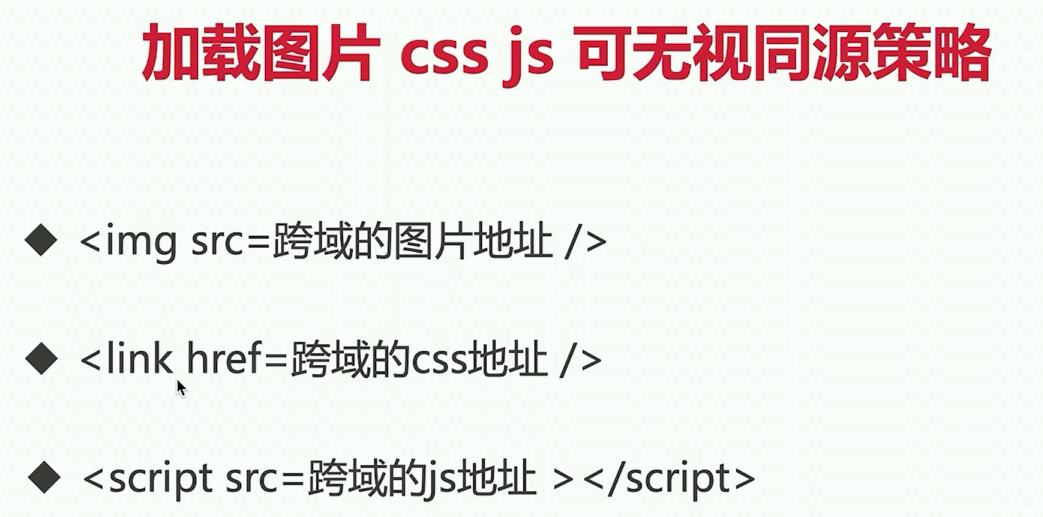 加载图片 css js 可无视同源策略
◆ <img src=跨域的图片地址 />
◆ <link href=跨域的css地址 />
◆ <script src=跨域的js地址 ></script>